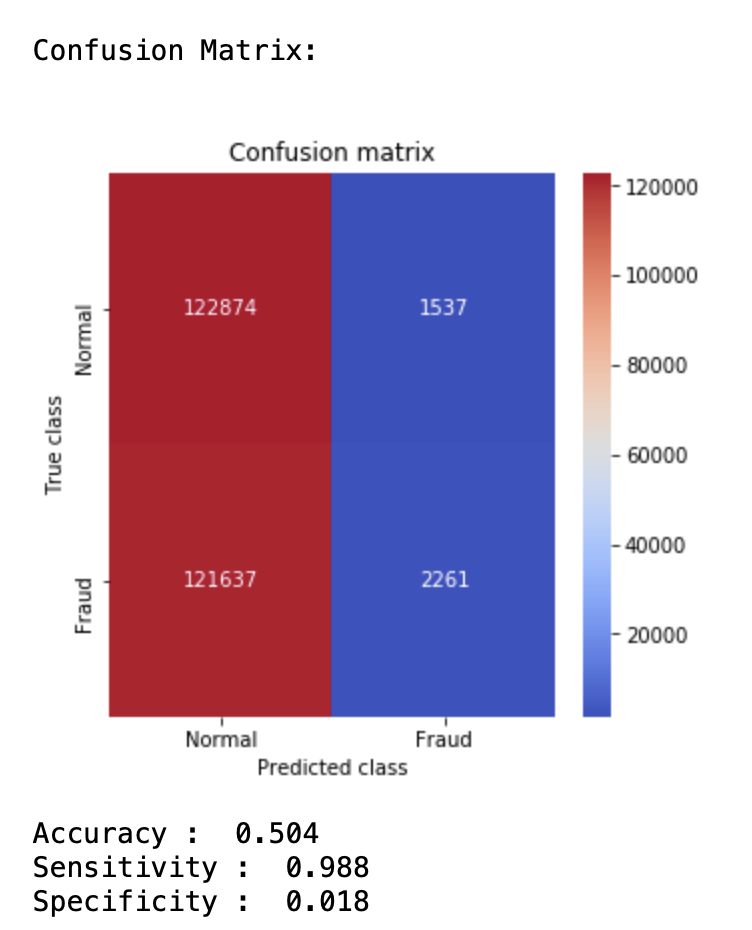 Confusion Matrix:
Confusion matrix
120000
100000
80000
60000
40000
20000
True class
Normal
Fraud
122874 1537
121637 2261
Normal Fraud
Predicted class
Accuracy : 0.504
Sensitivity : 0.988
Specificity : 0.018